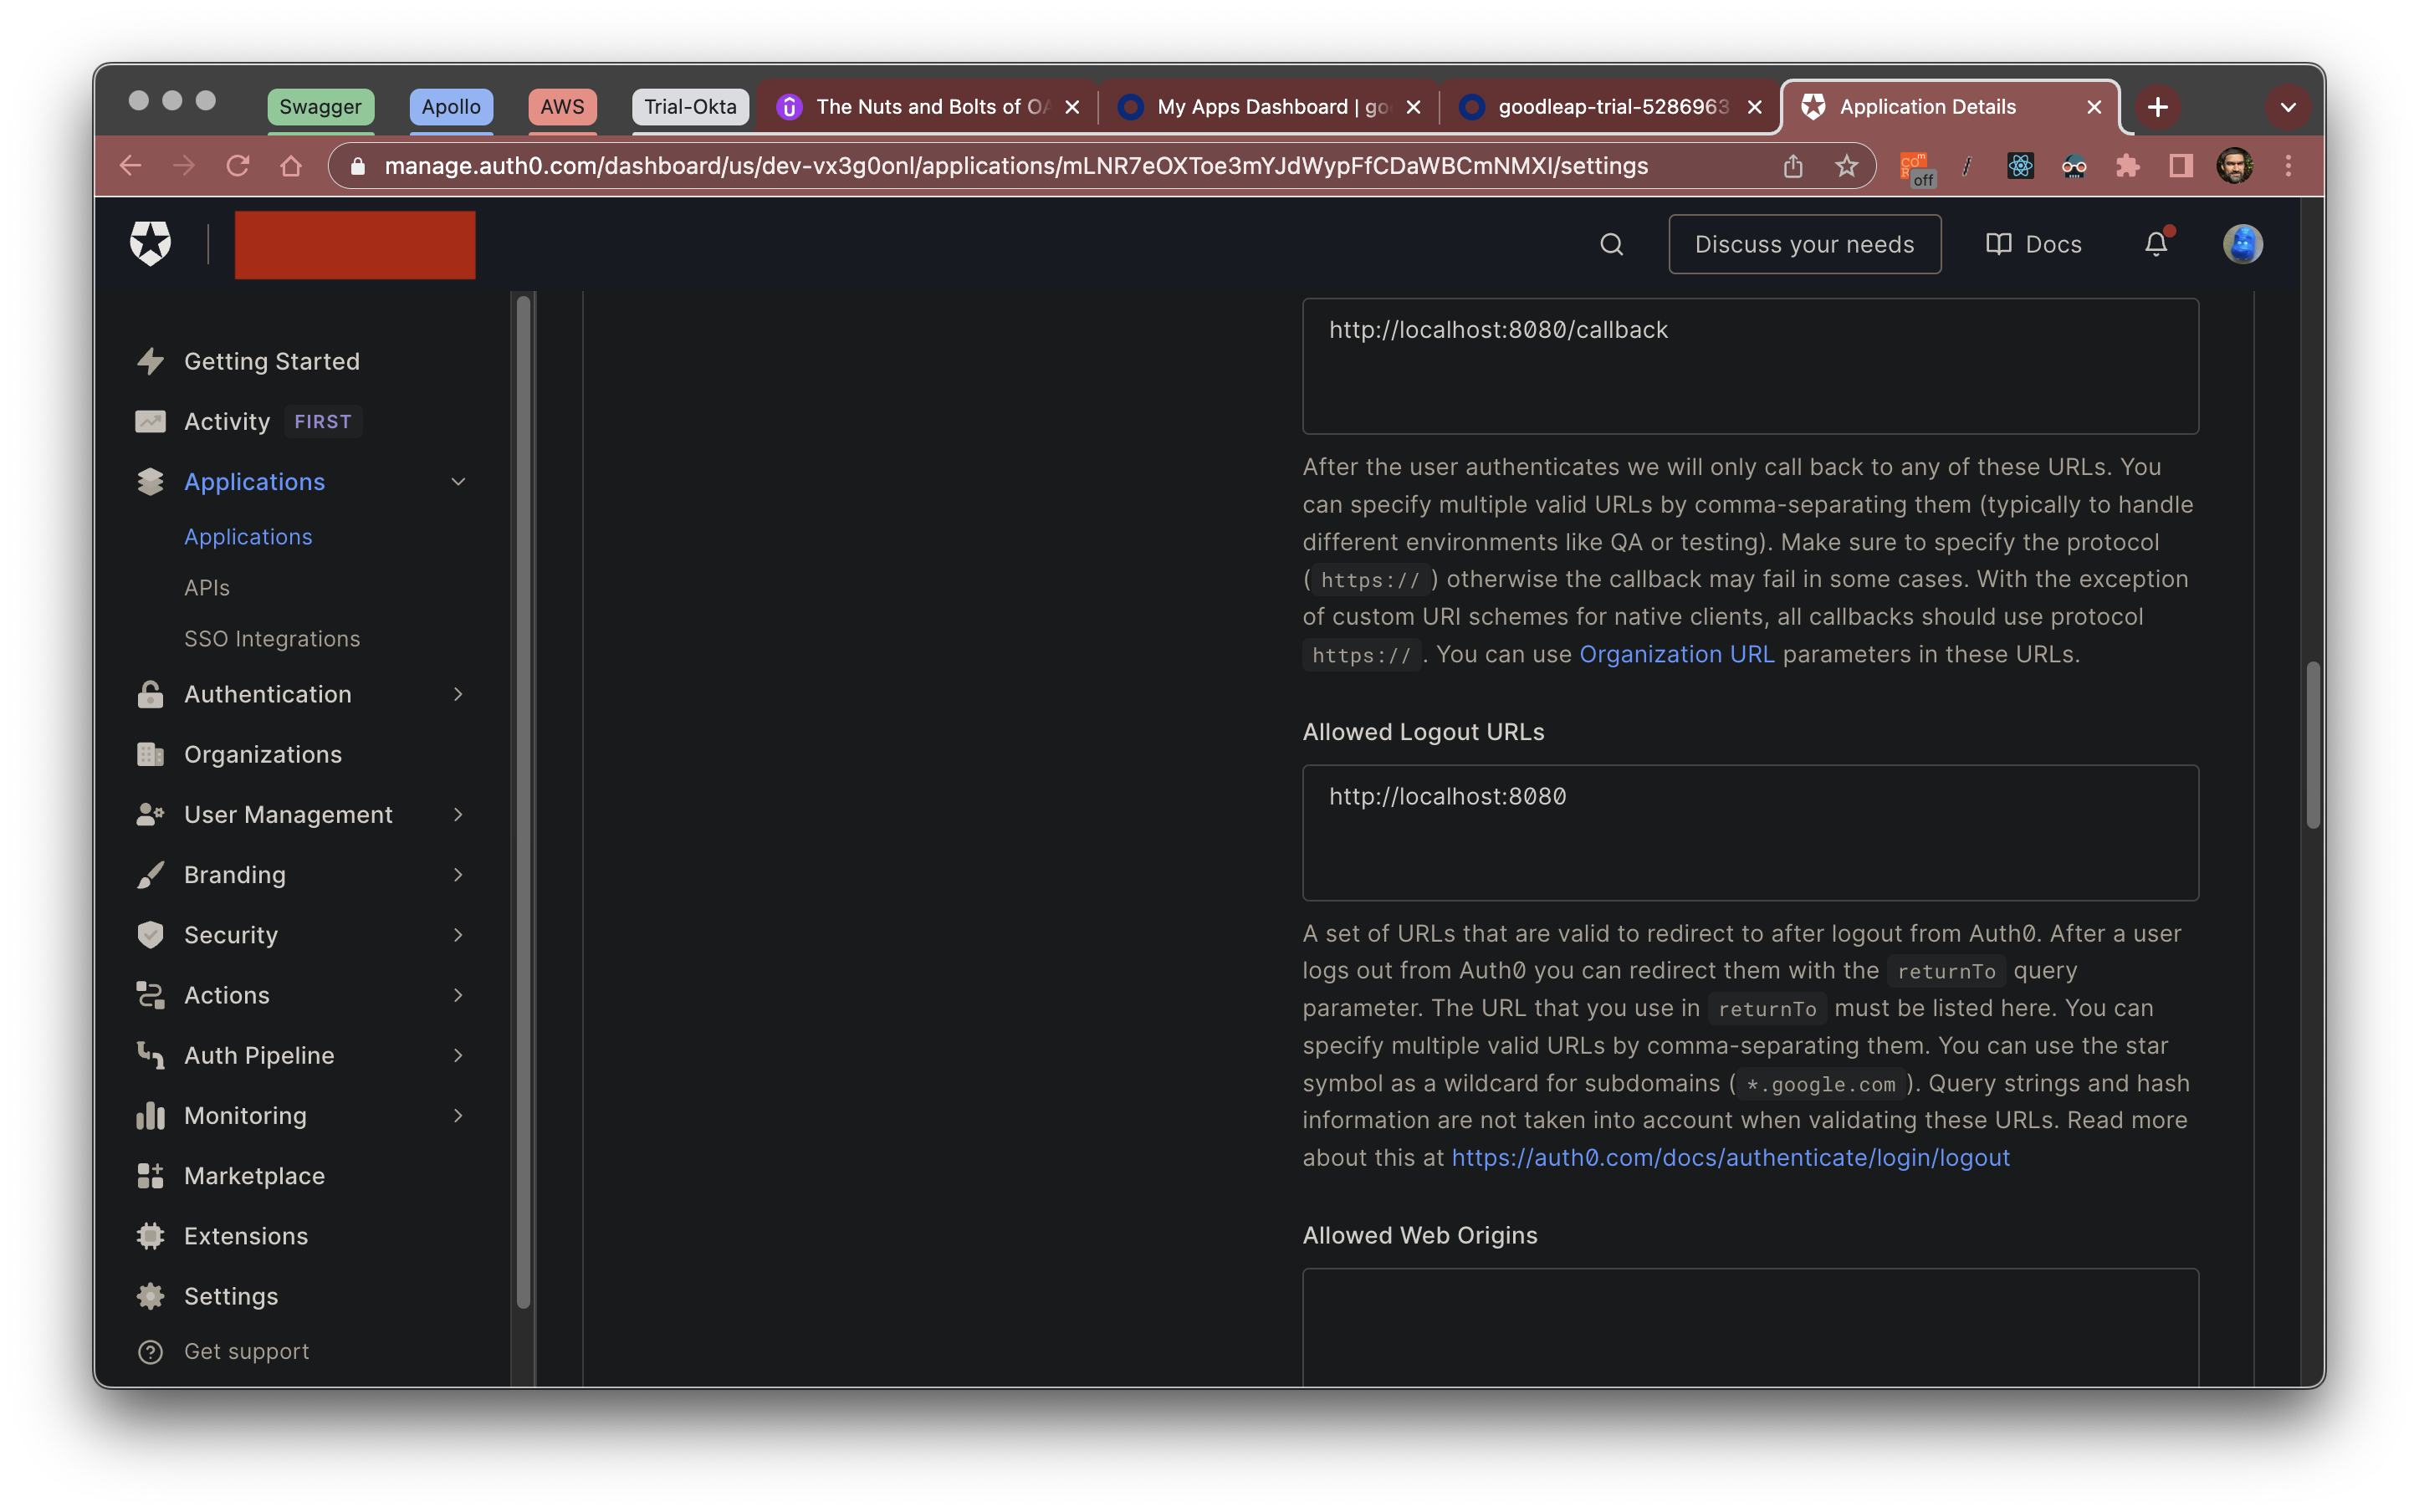 Swagger
Apollo
AWS
Trial-Okta
The Nuts and Bolts of OA
My Apps Dashboard | go
goodleap-trial-5286963
Application Details
manage.auth0.com/dashboard/us/dev-vx3g0onl/applications/mLNR7eOXToe3mYJdWypFfCDaWBCmNMXI/settings
off
Discuss your needs
Docs
Getting Started
Activity FIRST
Applications
Applications
APIs
SSO Integrations
Authentication
Organizations
User Management
Branding
Security
Actions
Auth Pipeline
Monitoring
Marketplace
Extensions
Settings
Get support
http://localhost:8080/callback
After the user authenticates we will only call back to any of these URLs. You
can specify multiple valid URLs by comma-separating them (typically to handle
different environments like QA or testing). Make sure to specify the protocol
( https:// ) otherwise the callback may fail in some cases. With the exception
of custom URI schemes for native clients, all callbacks should use protocol
https:// . You can use Organization URL parameters in these URLs.
Allowed Logout URLs
http://localhost:8080
A set of URLs that are valid to redirect to after logout from Auth0. After a user
logs out from Auth0 you can redirect them with the returnTo query
parameter. The URL that you use in returnTo must be listed here. You can
specify multiple valid URLs by comma-separating them. You can use the star
symbol as a wildcard for subdomains ( *.google.com ). Query strings and hash
information are not taken into account when validating these URLs. Read more
about this at https://auth0.com/docs/authenticate/login/logout
Allowed Web Origins